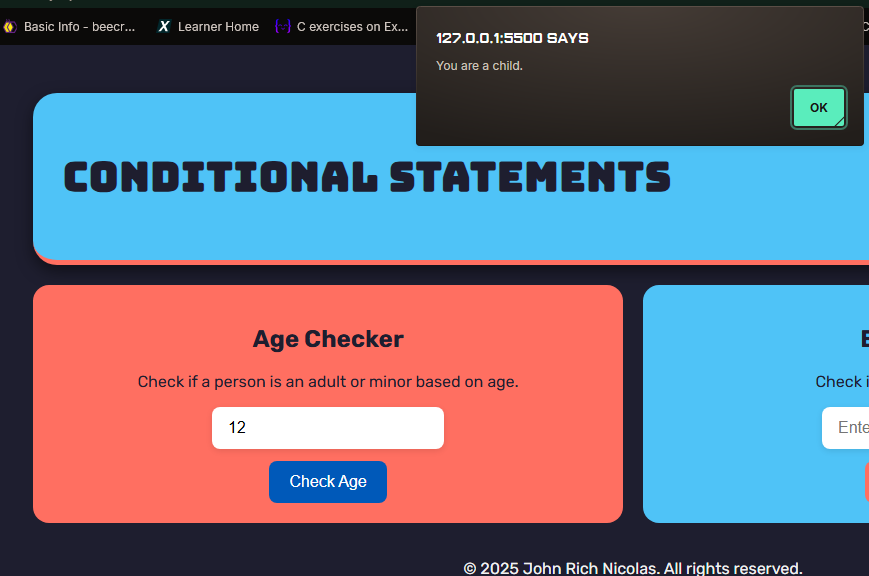 Basic Info - beecr... Learner Home C exercises on Ex...
127.0.0.1:5500 SAYS
You are a child.
OK
CONDITIONAL STATEMENTS
Age Checker
Check if a person is an adult or minor based on age.
Check i
12
Ente
Check Age
© 2025 John Rich Nicolas. All rights reserved.